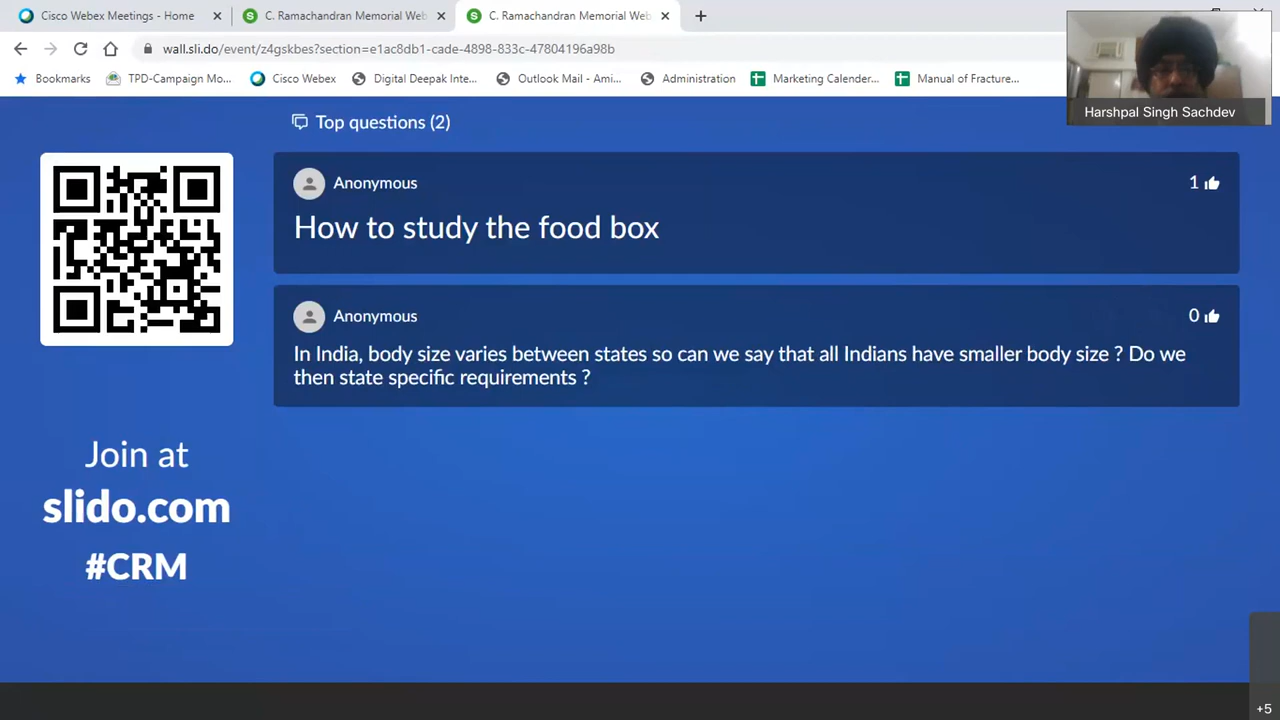 Cisco Webex Meetings - Home
C. Ramachandran Memorial Web
C. Ramachandran Memorial Web
wall.sli.do/event/z4gskbes?section=e1ac8db1-cade-4898-833c-47804196a98b
Bookmarks
TPD-Campaign Mo...
Cisco Webex
Digital Deepak Inte...
Outlook Mail - Ami...
Administration
Marketing Calender...
Manual of Fracture...
Harshpal Singh Sachdev
Top questions (2)
Anonymous
1
How to study the food box
Anonymous
0
In India, body size varies between states so can we say that all Indians have smaller body size ? Do we
then state specific requirements ?
Join at
slido.com
#CRM
+5